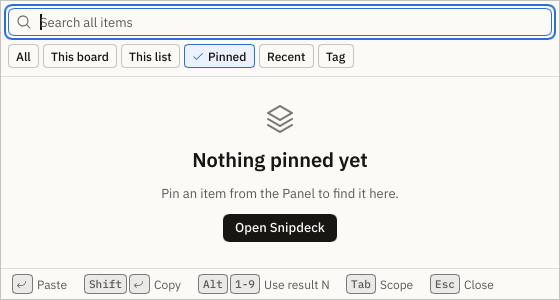 Search all items
All This board This list Pinned Recent Tag
Nothing pinned yet
Pin an item from the Panel to find it here.
Open Snipdeck
↵ Paste Shift ↵ Copy Alt 1-9 Use result N Tab Scope Esc Close